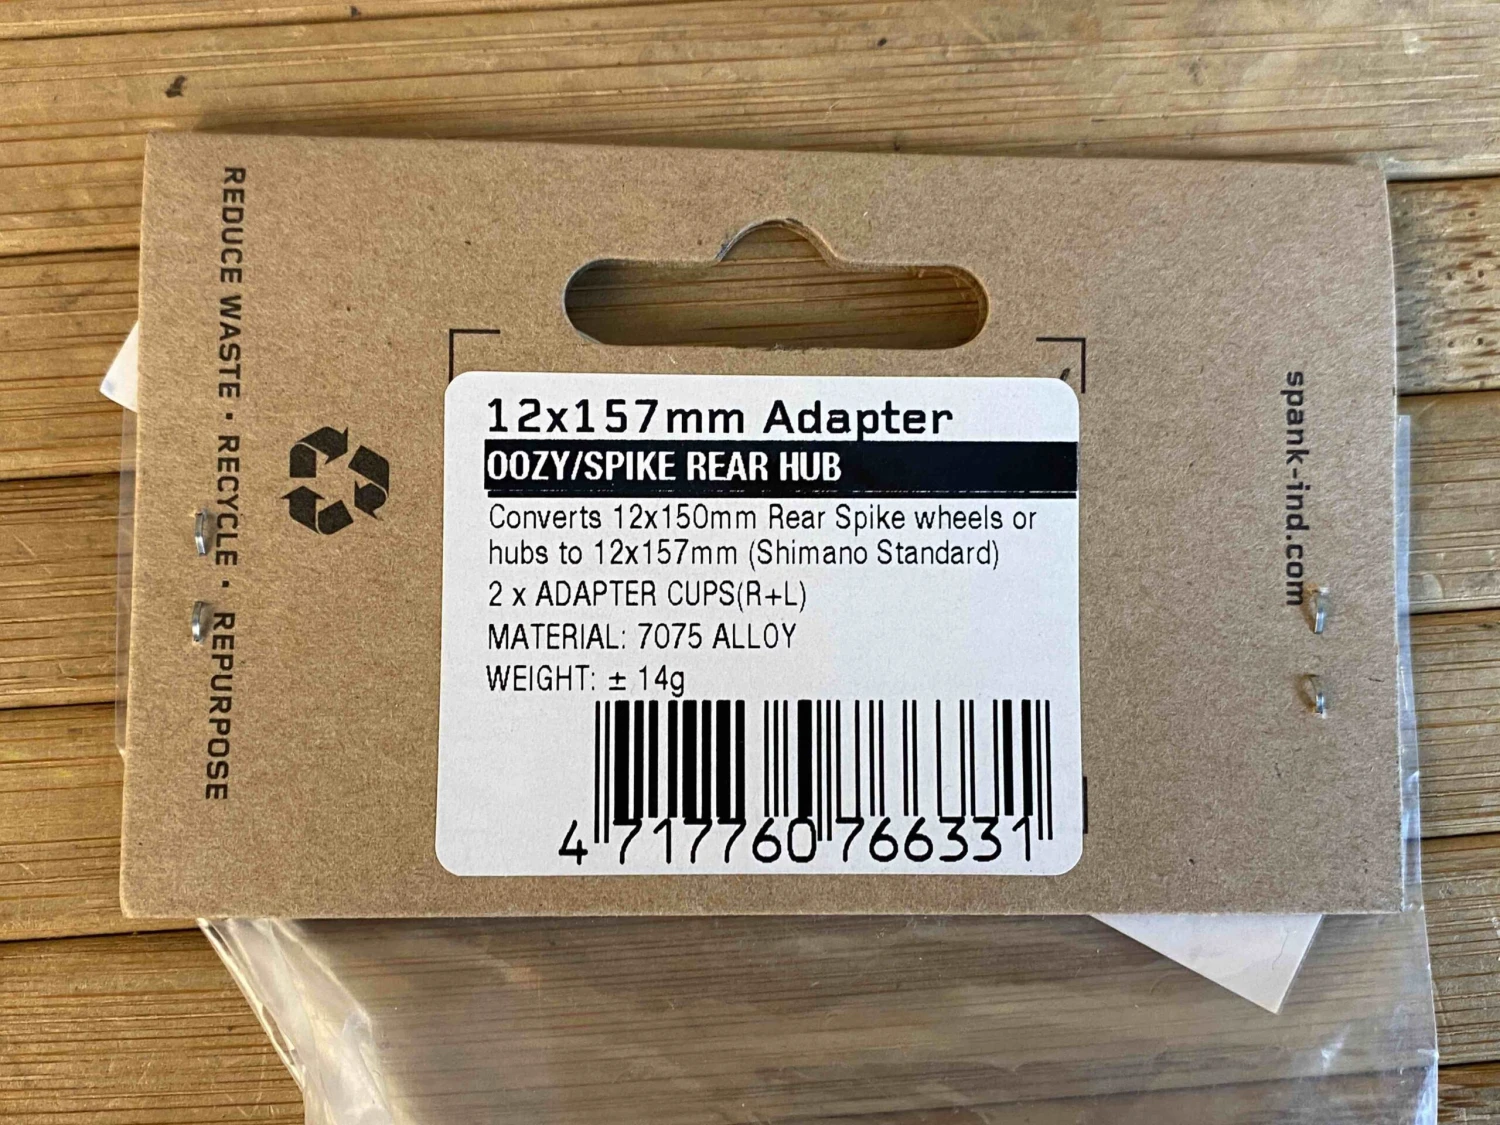 REDUCE WASTE · RECYCLE · REPURPOSE
12x157mm Adapter
OOZY/SPIKE REAR HUB
Converts 12x150mm Rear Spike wheels or
hubs to 12x157mm (Shimano Standard)
2 x ADAPTER CUPS(R+L)
MATERIAL: 7075 ALLOY
WEIGHT: ± 14g
4 717760 766331
spank-ind.com